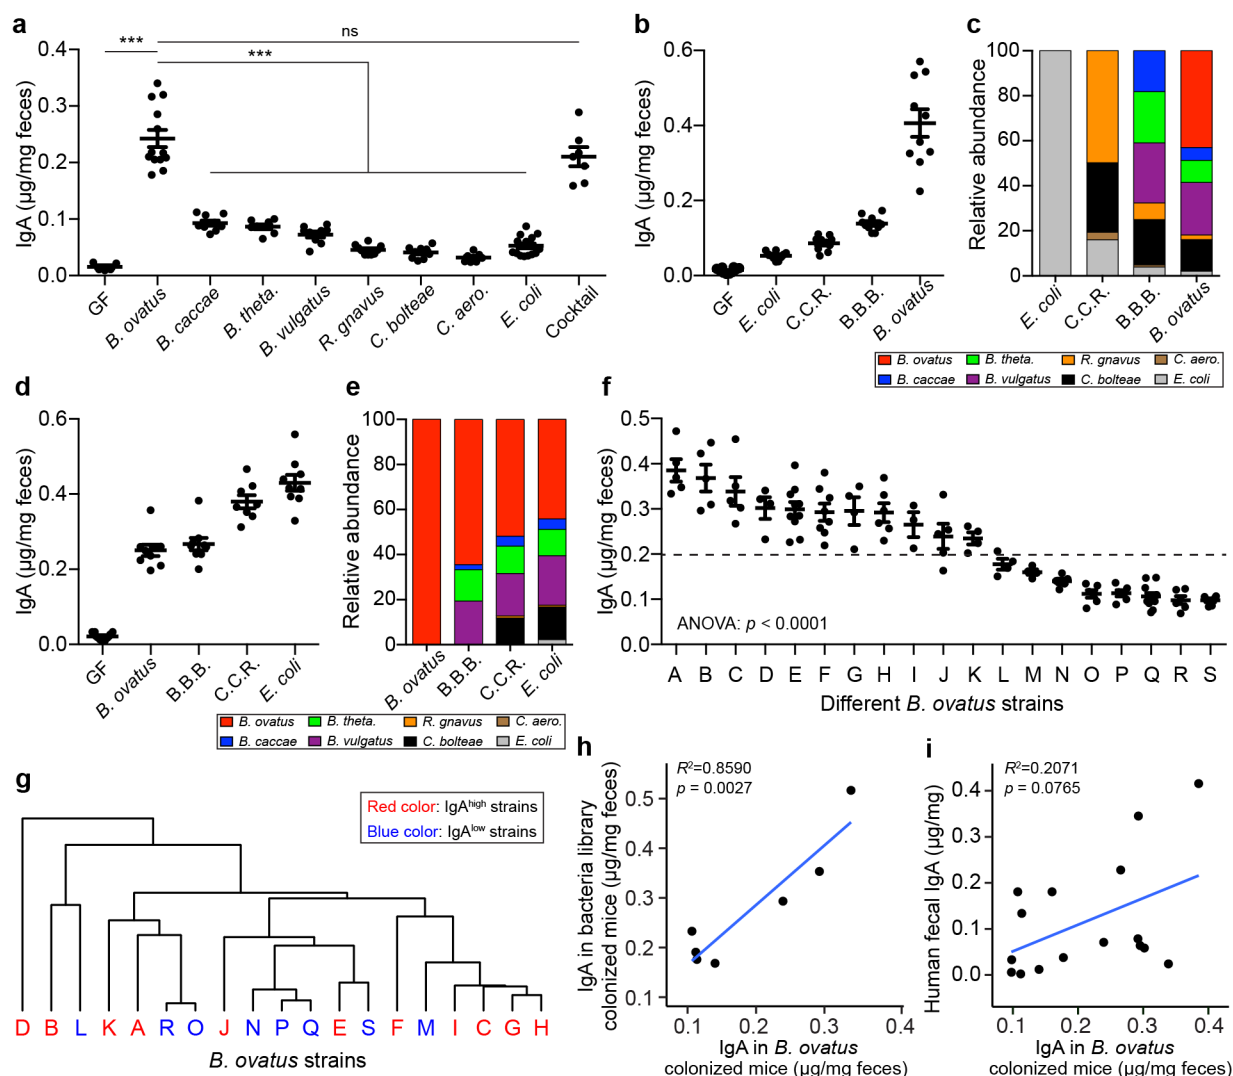 a
IgA (µg/mg feces)
0.4
0.3
0.2
0.1
0.0
***
ns
***
GF
B. ovatus
B. caccae
B. theta.
B. vulgatus
R. gnavus
C. bolteae
C. aero.
E. coli
Cocktail
b
IgA (µg/mg feces)
0.6
0.4
0.2
0.0
GF
E. coli
C.C.R.
B.B.B.
B. ovatus
c
Relative abundance
100
80
60
40
20
0
E. coli
C.C.R.
B.B.B.
B. ovatus
B. ovatus B. theta. R. gnavus C. aero.
B. caccae B. vulgatus C. bolteae E. coli
d
IgA (µg/mg feces)
0.6
0.4
0.2
0.0
GF
B. ovatus
B.B.B.
C.C.R.
E. coli
e
Relative abundance
100
80
60
40
20
0
B. ovatus
B.B.B.
C.C.R.
E. coli
B. ovatus B. theta. R. gnavus C. aero.
B. caccae B. vulgatus C. bolteae E. coli
f
IgA (µg/mg feces)
0.5
0.4
0.3
0.2
0.1
0.0
ANOVA: p < 0.0001
A B C D E F G H I J K L M N O P Q R S
Different B. ovatus strains
g
Red color: IgAhigh strains
Blue color: IgAlow strains
D B L K A R O J N P Q E S F M I C G H
B. ovatus strains
h
IgA in bacteria library
colonized mice (µg/mg feces)
R²=0.8590
p = 0.0027
0.5
0.4
0.3
0.2
0.1
0.1 0.2 0.3 0.4
IgA in B. ovatus
colonized mice (µg/mg feces)
i
Human fecal IgA (µg/mg)
R²=0.2071
p = 0.0765
0.4
0.3
0.2
0.1
0.0
0.1 0.2 0.3 0.4
IgA in B. ovatus
colonized mice (µg/mg feces)